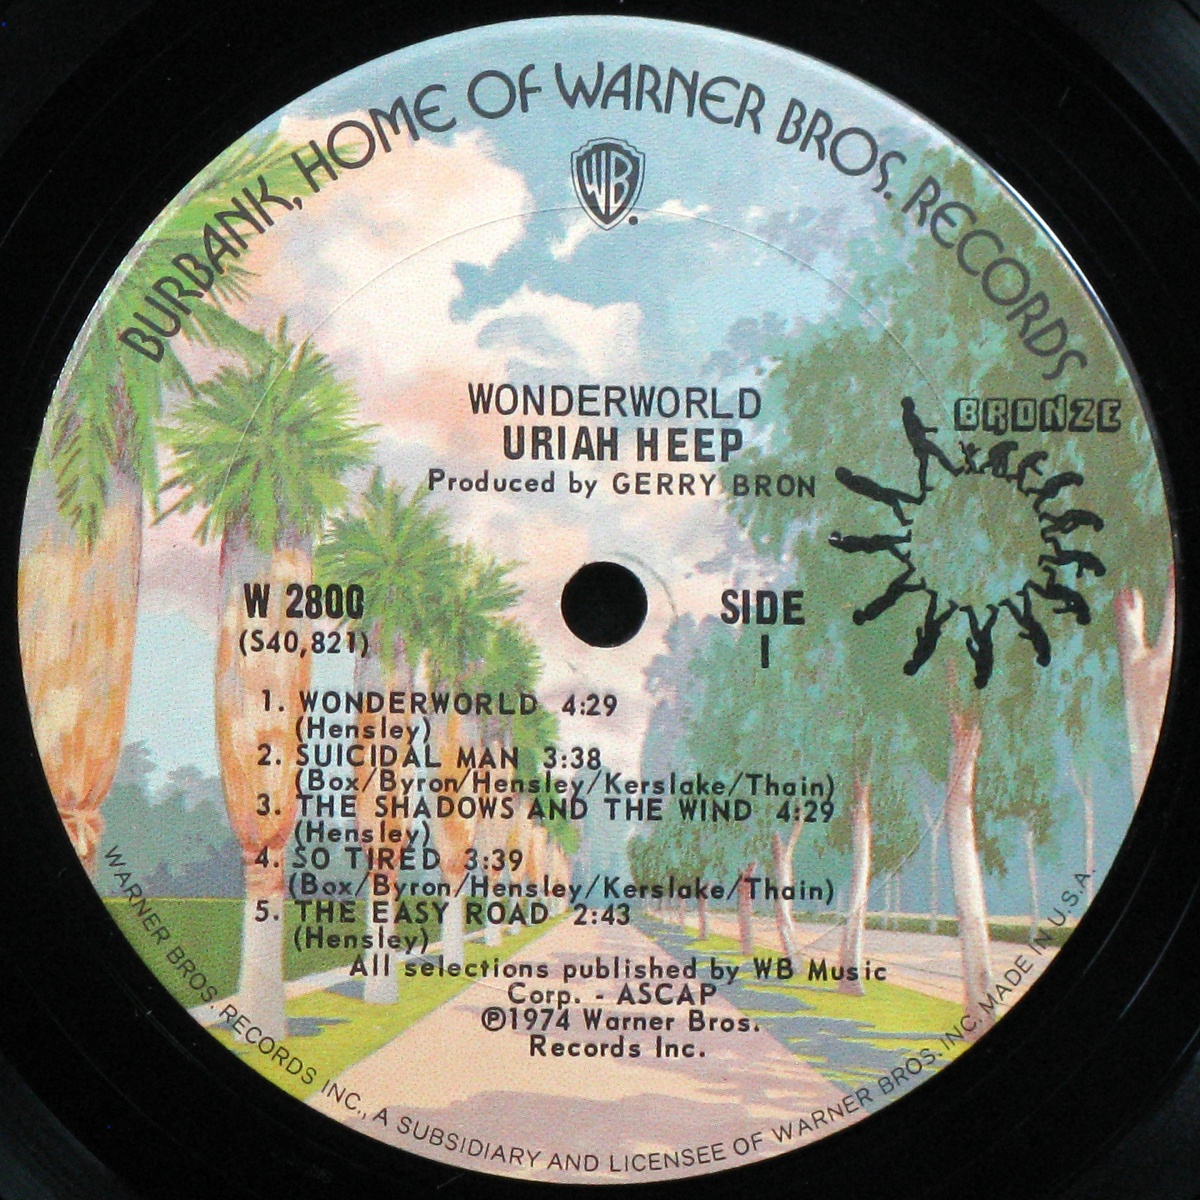 BURBANK, HOME OF WARNER BROS. RECORDS
WB
WONDERWORLD
BRONZE
URIAH HEEP
Produced by GERRY BRON
W 2800
SIDE
(S40,821)
1
1. WONDERWORLD 4:29
(Hensley)
2. SUICIDAL MAN 3:38
(Box/Byron/Hensley/Kerslake/Thain)
3. THE SHADOWS AND THE WIND 4:29
(Hensley)
4. SO TIRED 3:39
(Box/Byron/Hensley/Kerslake/Thain)
5. THE EASY ROAD 2:43
(Hensley)
All selections published by WB Music
Corp. - ASCAP
℗1974 Warner Bros.
Records Inc.
WARNER BROS. RECORDS INC., A SUBSIDIARY AND LICENSEE OF WARNER BROS. INC. MADE IN U.S.A.